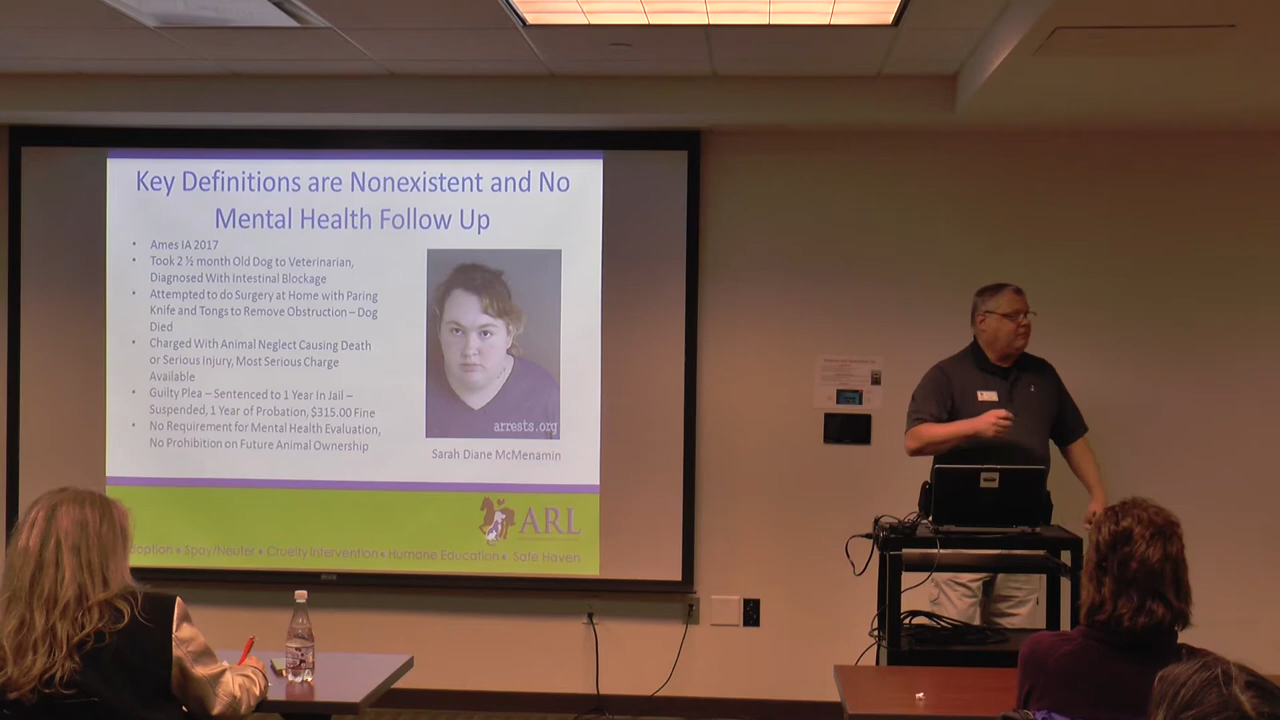 Key Definitions are Nonexistent and No
Mental Health Follow Up
• Ames IA 2017
• Took 2 ½ month Old Dog to Veterinarian,
Diagnosed With Intestinal Blockage
• Attempted to do Surgery at Home with Paring
Knife and Tongs to Remove Obstruction – Dog
Died
• Charged With Animal Neglect Causing Death
or Serious Injury, Most Serious Charge
Available
• Guilty Plea – Sentenced to 1 Year In Jail –
Suspended, 1 Year of Probation, $315.00 Fine
• No Requirement for Mental Health Evaluation,
No Prohibition on Future Animal Ownership
arrests.org
Sarah Diane McMenamin
ARL
doption • Spay/Neuter • Cruelty Intervention • Humane Education • Safe Haven